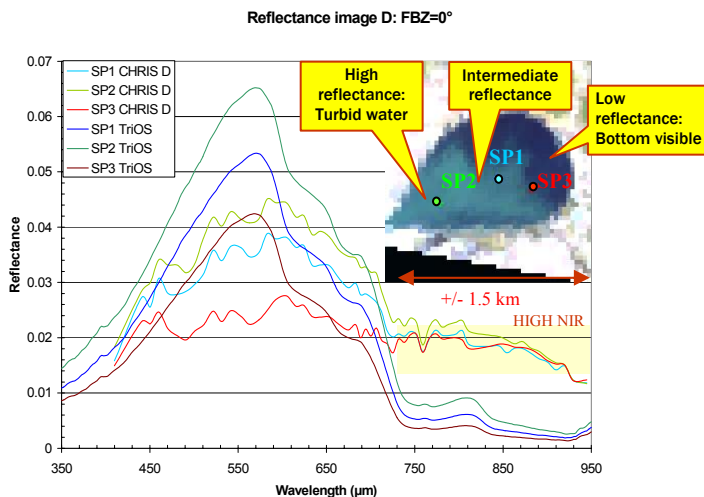 Reflectance image D: FBZ=0°
0.07
0.06
0.05
0.04
0.03
0.02
0.01
0
Reflectance
SP1 CHRIS D
SP2 CHRIS D
SP3 CHRIS D
SP1 TriOS
SP2 TriOS
SP3 TriOS
High
reflectance:
Turbid water
Intermediate
reflectance
Low
reflectance:
Bottom visible
SP1
SP2
SP3
+/- 1.5 km
HIGH NIR
350 450 550 650 750 850 950
Wavelength (µm)